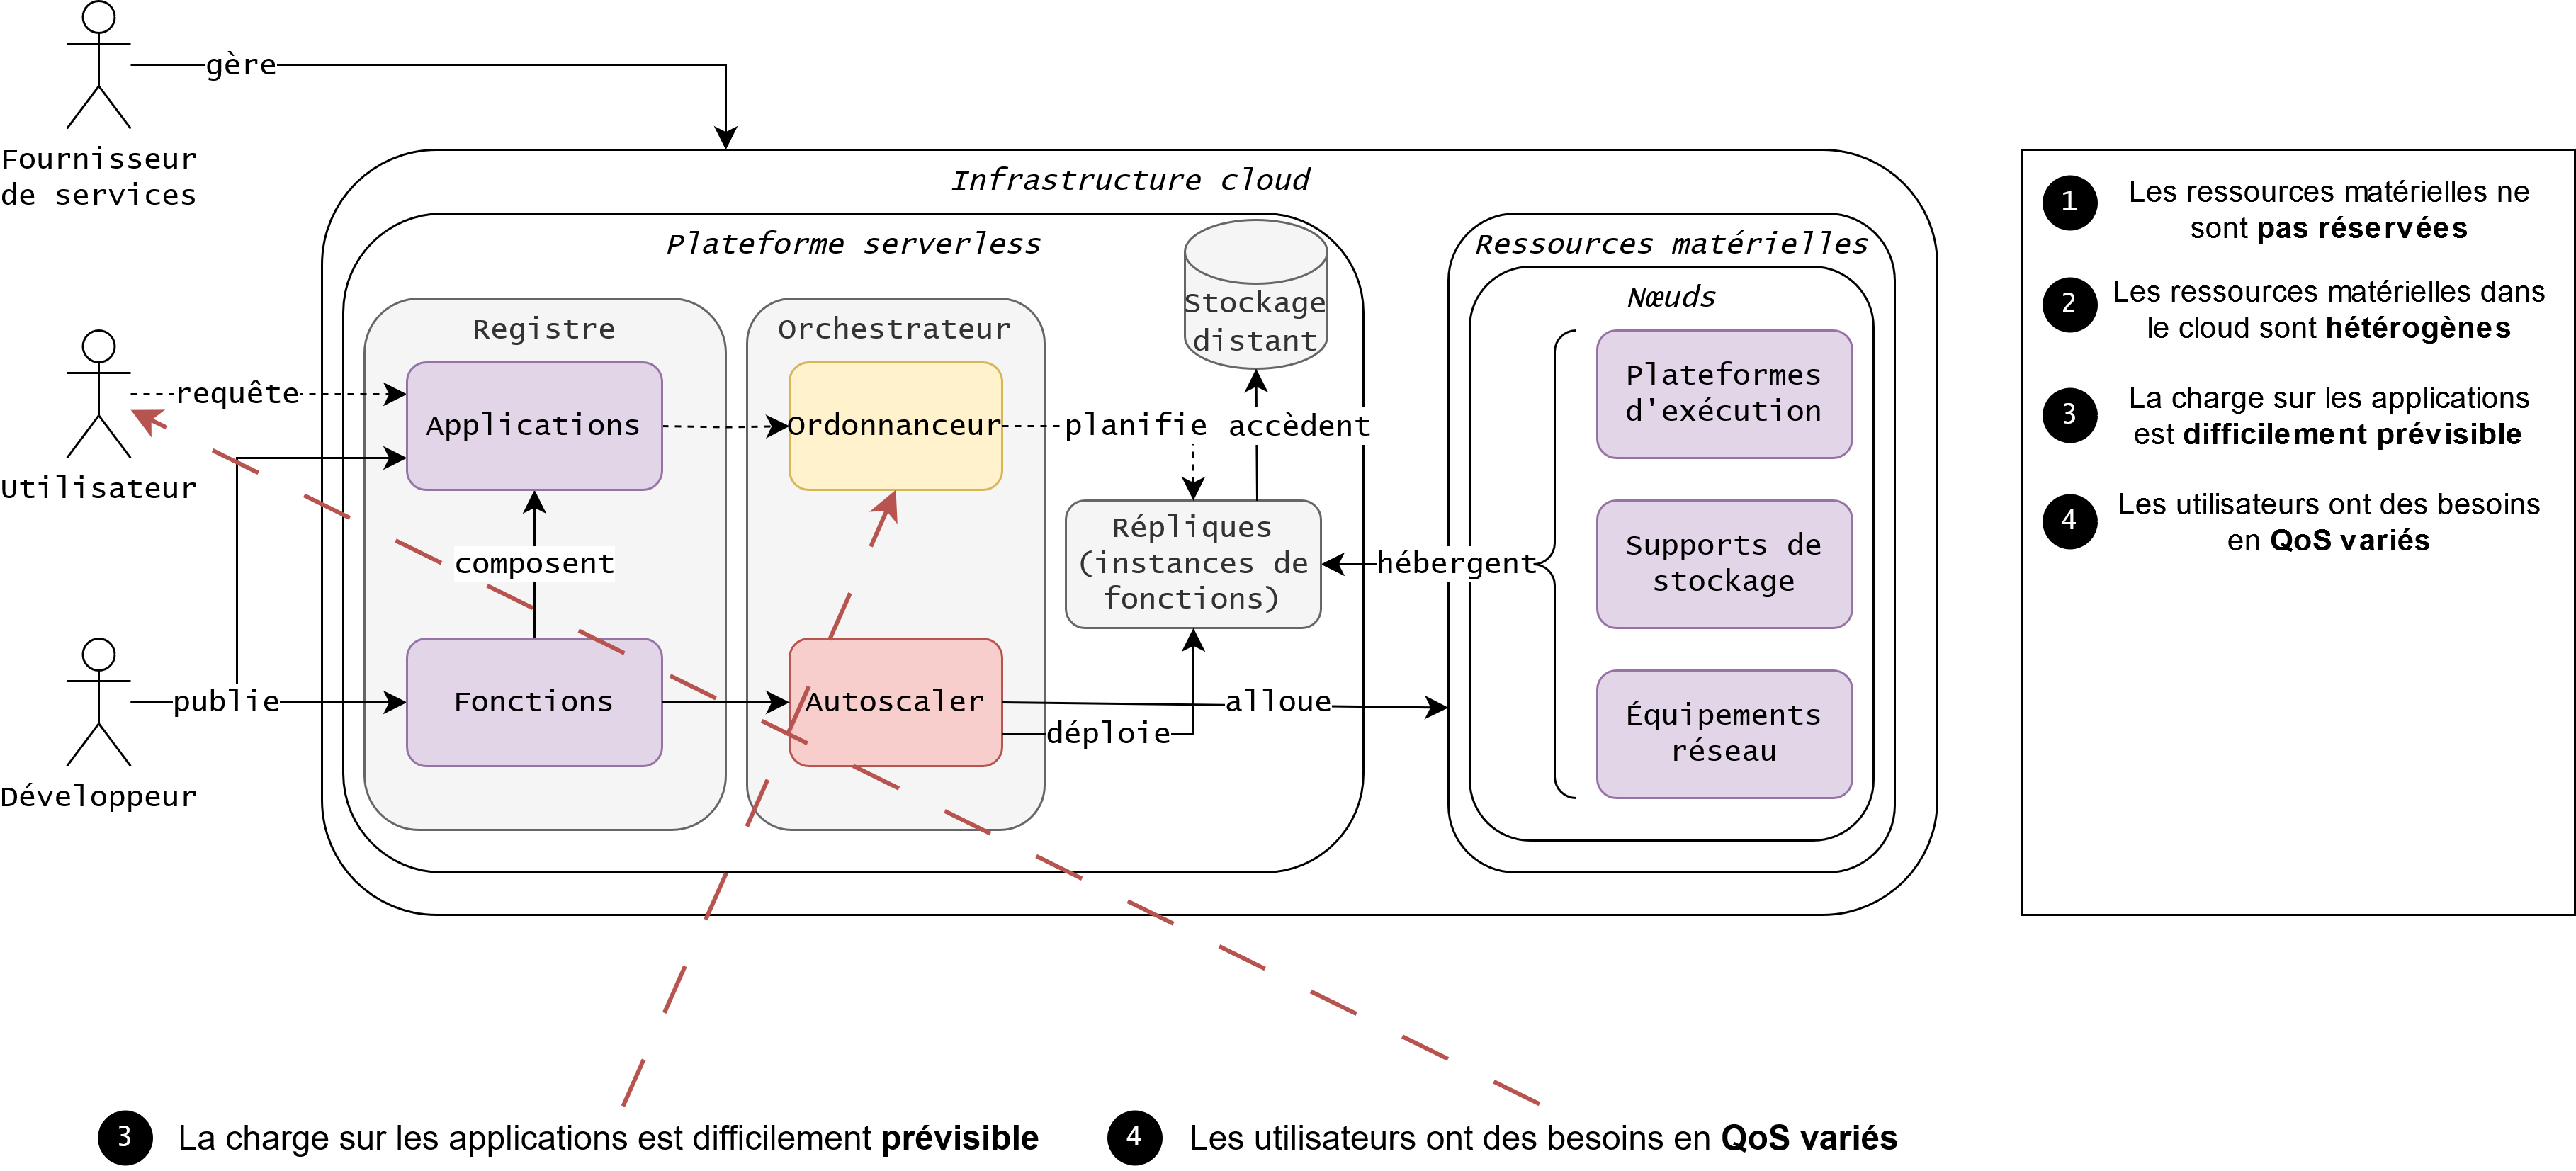 gère
Fournisseur
de services
Infrastructure cloud
Plateforme serverless
Ressources matérielles
Registre
Orchestrateur
Stockage
distant
Nœuds
requête
Utilisateur
Applications
Ordonnanceur
planifie
accèdent
Plateformes
d'exécution
composent
Répliques
(instances de
fonctions)
hébergent
Supports de
stockage
publie
Développeur
Fonctions
Autoscaler
alloue
déploie
Équipements
réseau
1 Les ressources matérielles ne
sont pas réservées
2 Les ressources matérielles dans
le cloud sont hétérogènes
3 La charge sur les applications
est difficilement prévisible
4 Les utilisateurs ont des besoins
en QoS variés
3 La charge sur les applications est difficilement prévisible
4 Les utilisateurs ont des besoins en QoS variés